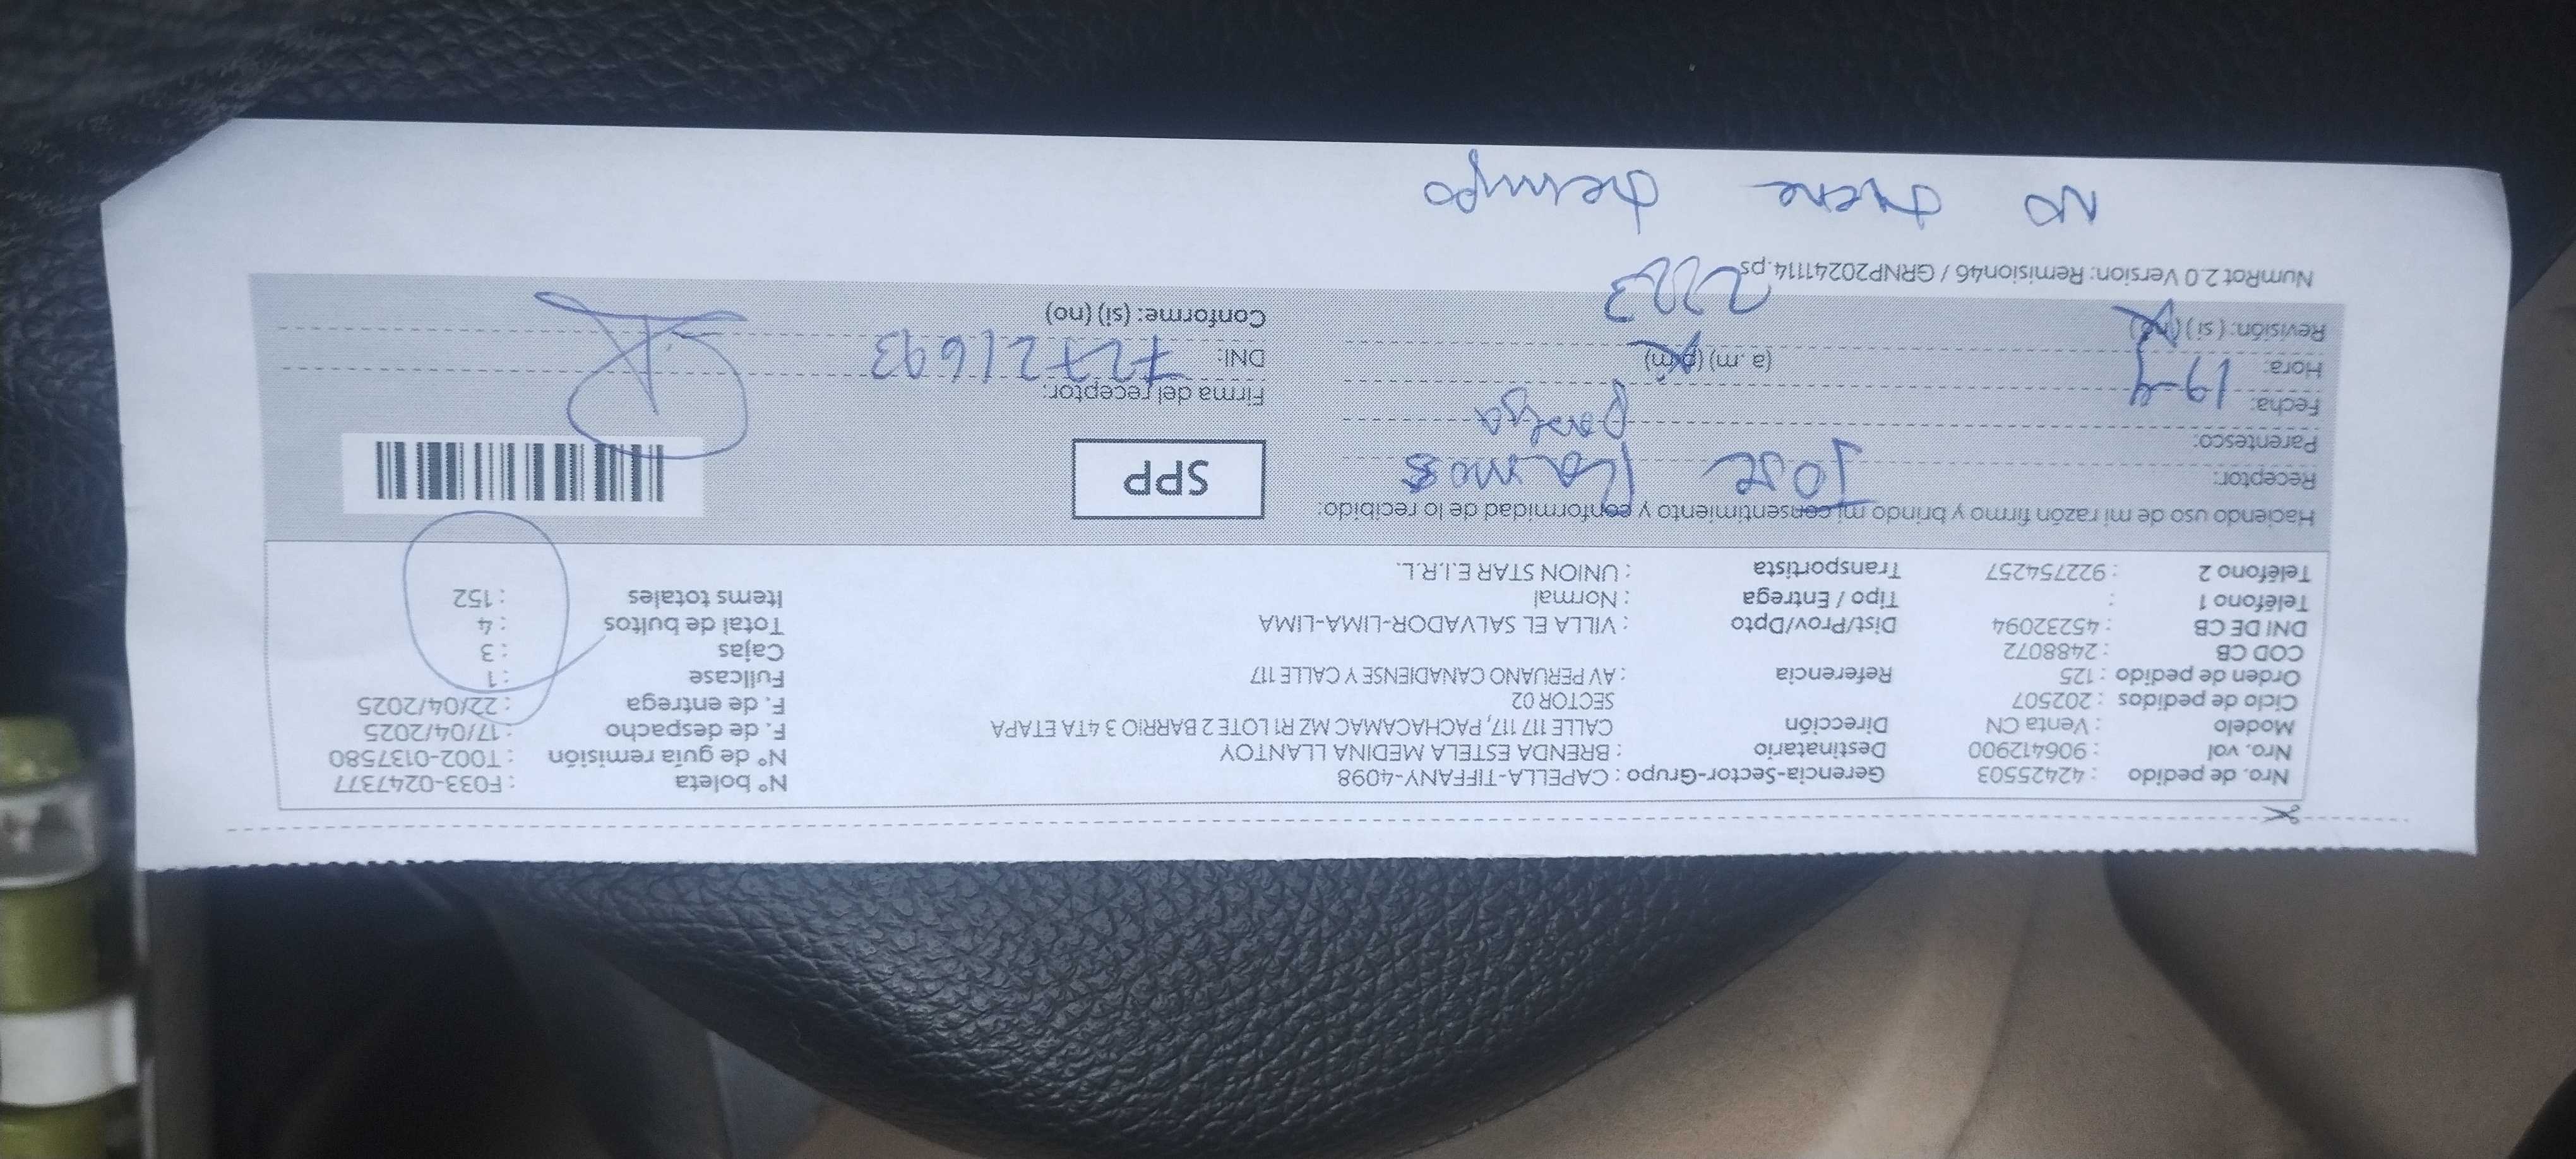 Nro. de pedido : 42425503 Gerencia-Sector-Grupo : CAPELLA-TIFFANY-4098 N° boleta : F033-0247377
Nro. vol : 906412900 Destinatario : BRENDA ESTELA MEDINA LLANTOY N° de guía remisión : T002-0137580
Modelo : Venta CN Dirección CALLE 117 117, PACHACAMAC MZ R1 LOTE 2 BARRIO 3 4TA ETAPA F. de despacho : 17/04/2025
Ciclo de pedidos : 202507 SECTOR 02 F. de entrega : 22/04/2025
Orden de pedido : 125 Referencia : AV PERUANO CANADIENSE Y CALLE 117 Fullcase : 1
COD CB : 2488072 Cajas : 3
DNI DE CB : 45232094 Dist/Prov/Dpto : VILLA EL SALVADOR-LIMA-LIMA Total de bultos : 4
Teléfono 1 : Tipo / Entrega : Normal Items totales : 152
Teléfono 2 : 922754257 Transportista : UNION STAR E.I.R.L.
Haciendo uso de mi razón firmo y brindo mi consentimiento y conformidad de lo recibido:
Receptor: Jose Ramos SPP
Parentesco: pareja
Fecha: 19-4 Firma del receptor:
Hora: (a.m) (p.m) DNI: 72721693
Revisión: (si) (no) 2223 Conforme: (si) (no)
NumRot 2.0 Version: Remision46 / GRNP20241114.ps
NO tiene tiempo